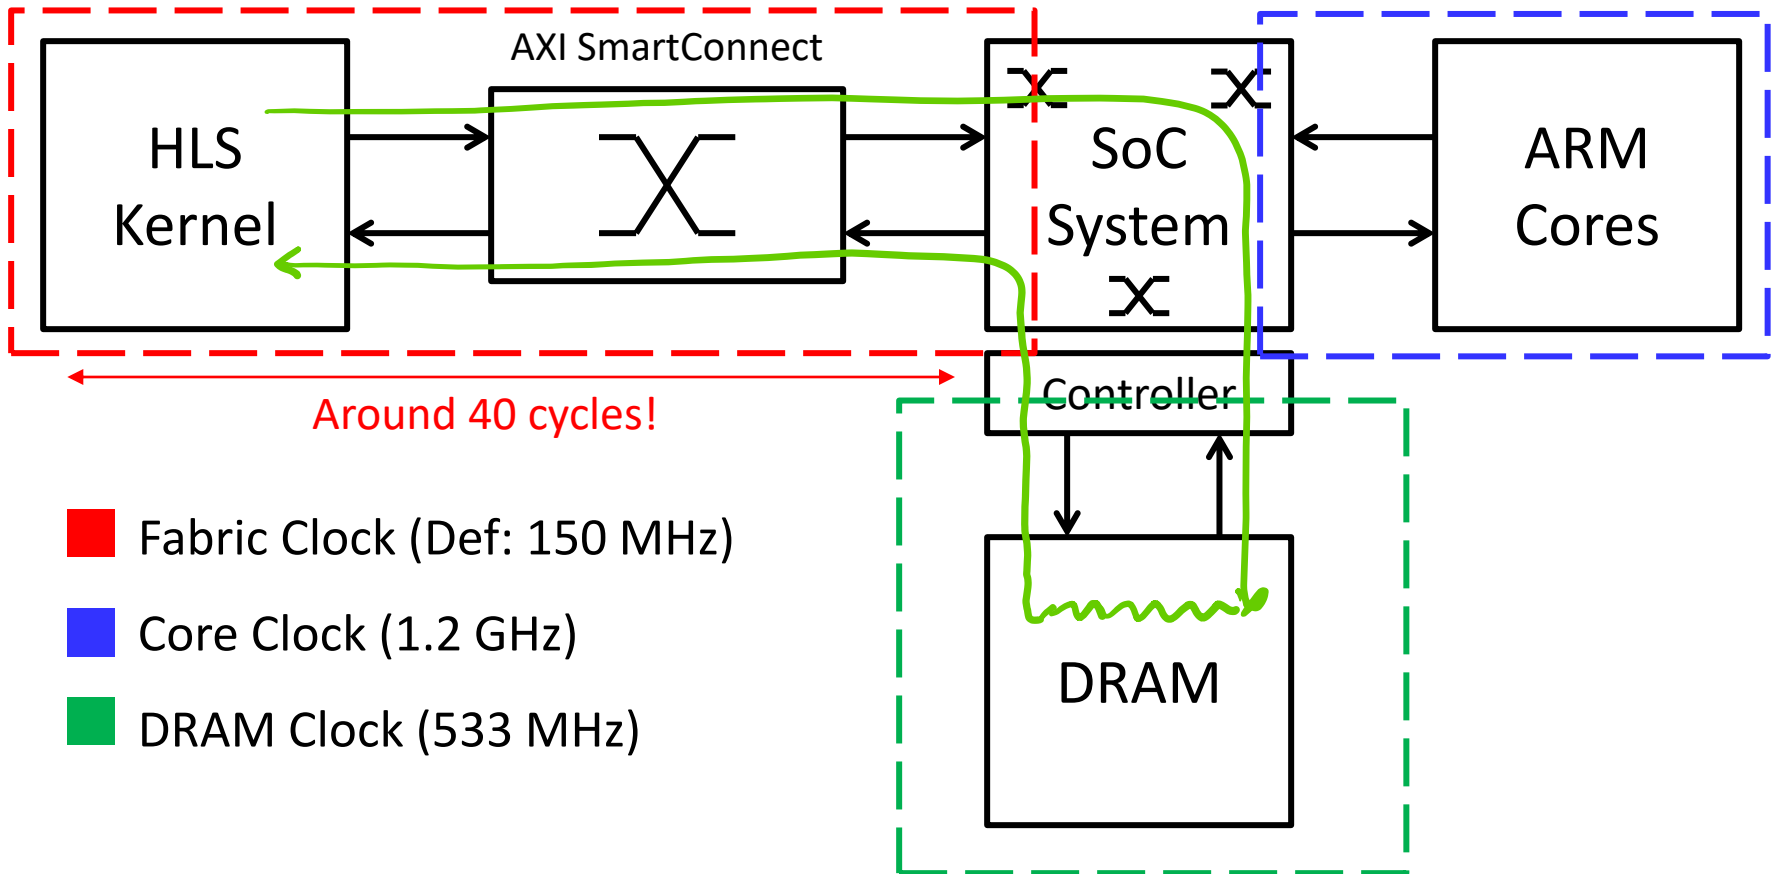 AXI SmartConnect
HLS
Kernel
SoC
System
ARM
Cores
Controller
Around 40 cycles!
Fabric Clock (Def: 150 MHz)
Core Clock (1.2 GHz)
DRAM Clock (533 MHz)
DRAM